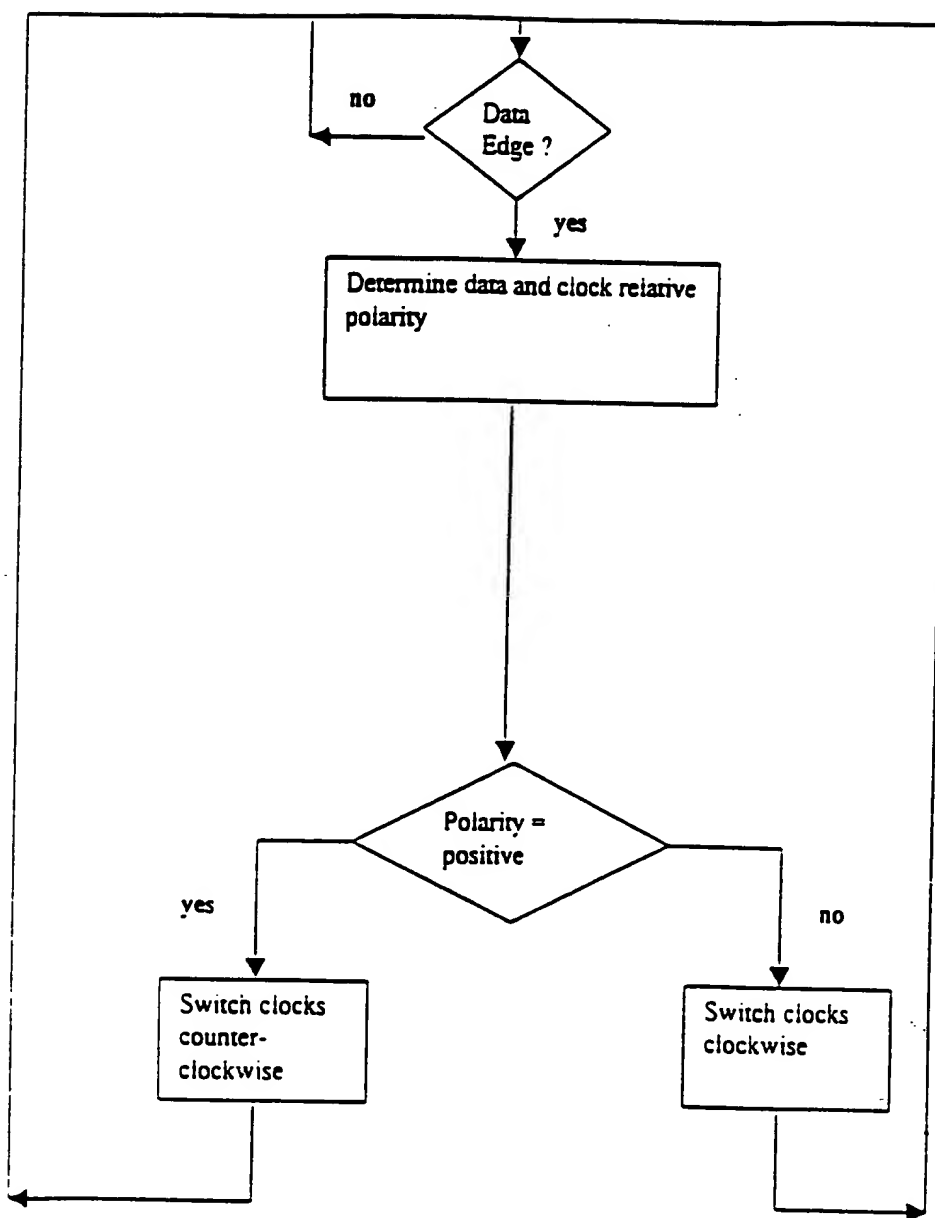 no
Data
Edge ?
yes
Determine data and clock relative
polarity
Polarity =
positive
yes
no
Switch clocks
counter-
clockwise
Switch clocks
clockwise